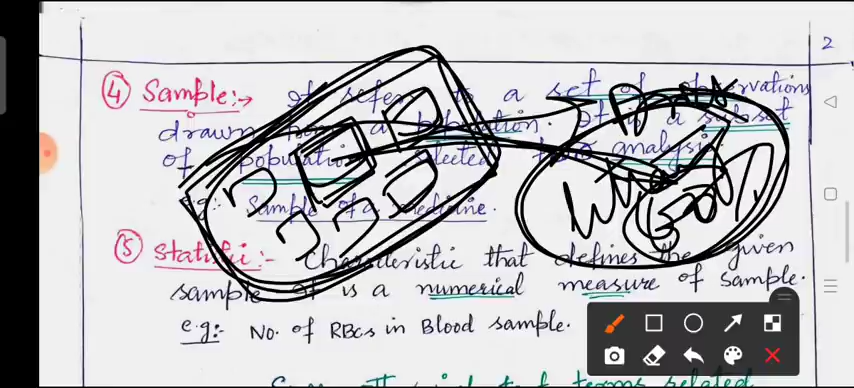 2
④ Sample:→ It refers to a set of observations
drawn from a population. It is a subset
of population selected for analysis.
e.g:- Sample of a medicine.
⑤ Statistic:- Characteristic that defines the given
sample. It is a numerical measure of sample.
e.g:- No. of RBCs in Blood sample.
terms related